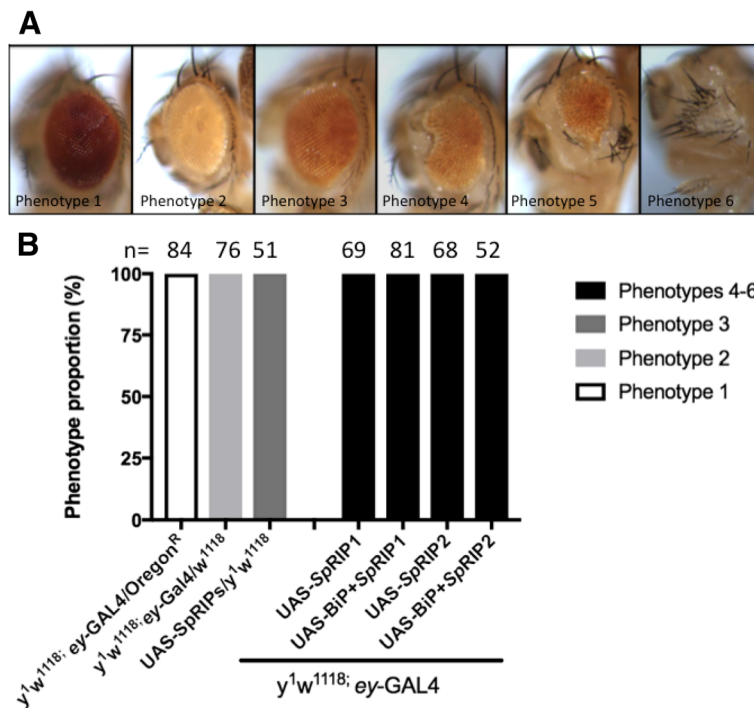 A
Phenotype 1 Phenotype 2 Phenotype 3 Phenotype 4 Phenotype 5 Phenotype 6
B
n= 84 76 51 69 81 68 52
Phenotype proportion (%)
100
75
50
25
0
Phenotypes 4-6
Phenotype 3
Phenotype 2
Phenotype 1
y¹w¹¹¹⁸; ey-GAL4/Oregonᴿ
y¹w¹¹¹⁸; ey-Gal4/w¹¹¹⁸
UAS-SpRIPs/y¹w¹¹¹⁸
UAS-SpRIP1
UAS-BiP+SpRIP1
UAS-SpRIP2
UAS-BiP+SpRIP2
y¹w¹¹¹⁸; ey-GAL4